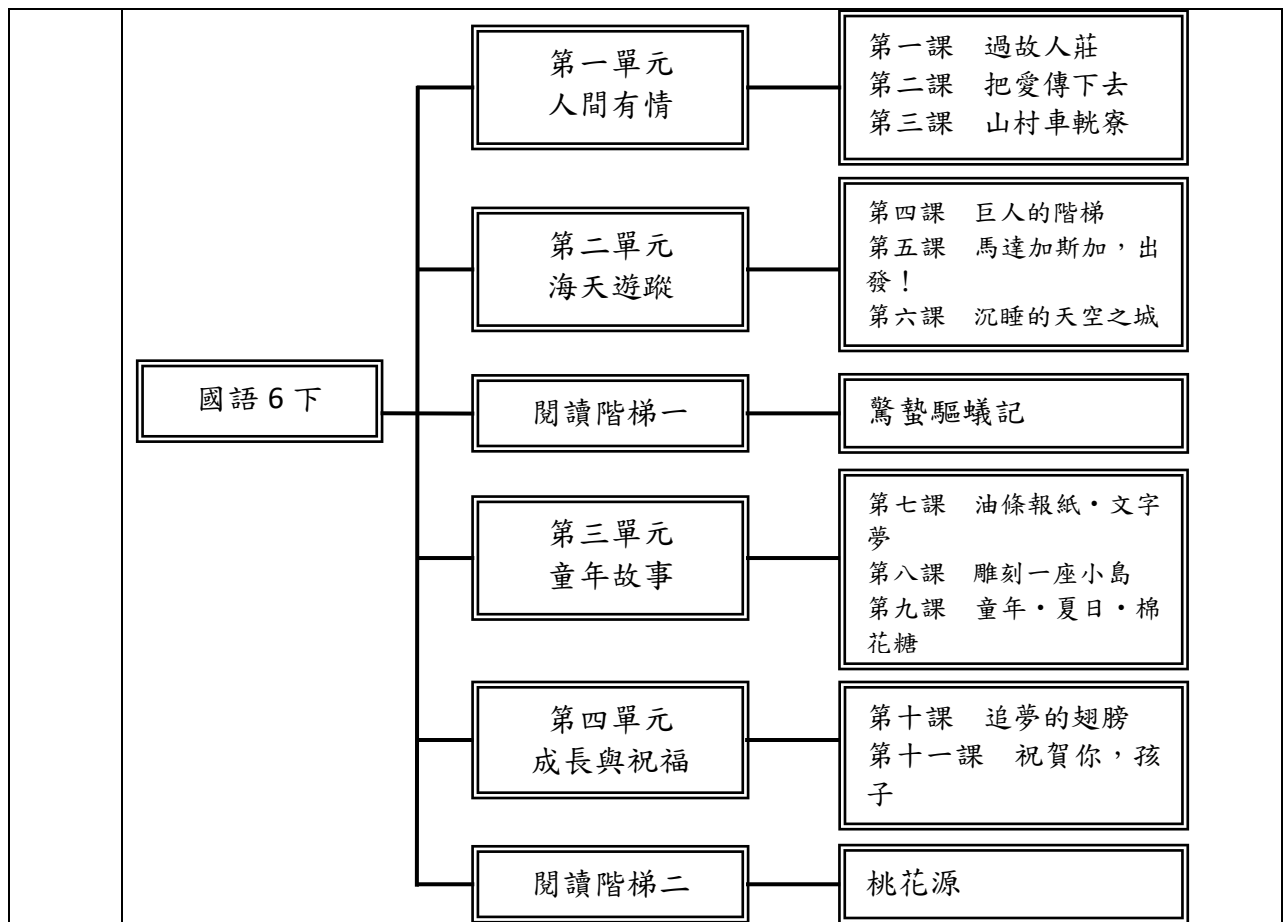 國語 6 下
第一單元
人間有情
第一課　過故人莊
第二課　把愛傳下去
第三課　山村車輄寮
第二單元
海天遊蹤
第四課　巨人的階梯
第五課　馬達加斯加，出
發！
第六課　沉睡的天空之城
閱讀階梯一
驚蟄驅蟻記
第三單元
童年故事
第七課　油條報紙・文字
夢
第八課　雕刻一座小島
第九課　童年・夏日・棉
花糖
第四單元
成長與祝福
第十課　追夢的翅膀
第十一課　祝賀你，孩
子
閱讀階梯二
桃花源